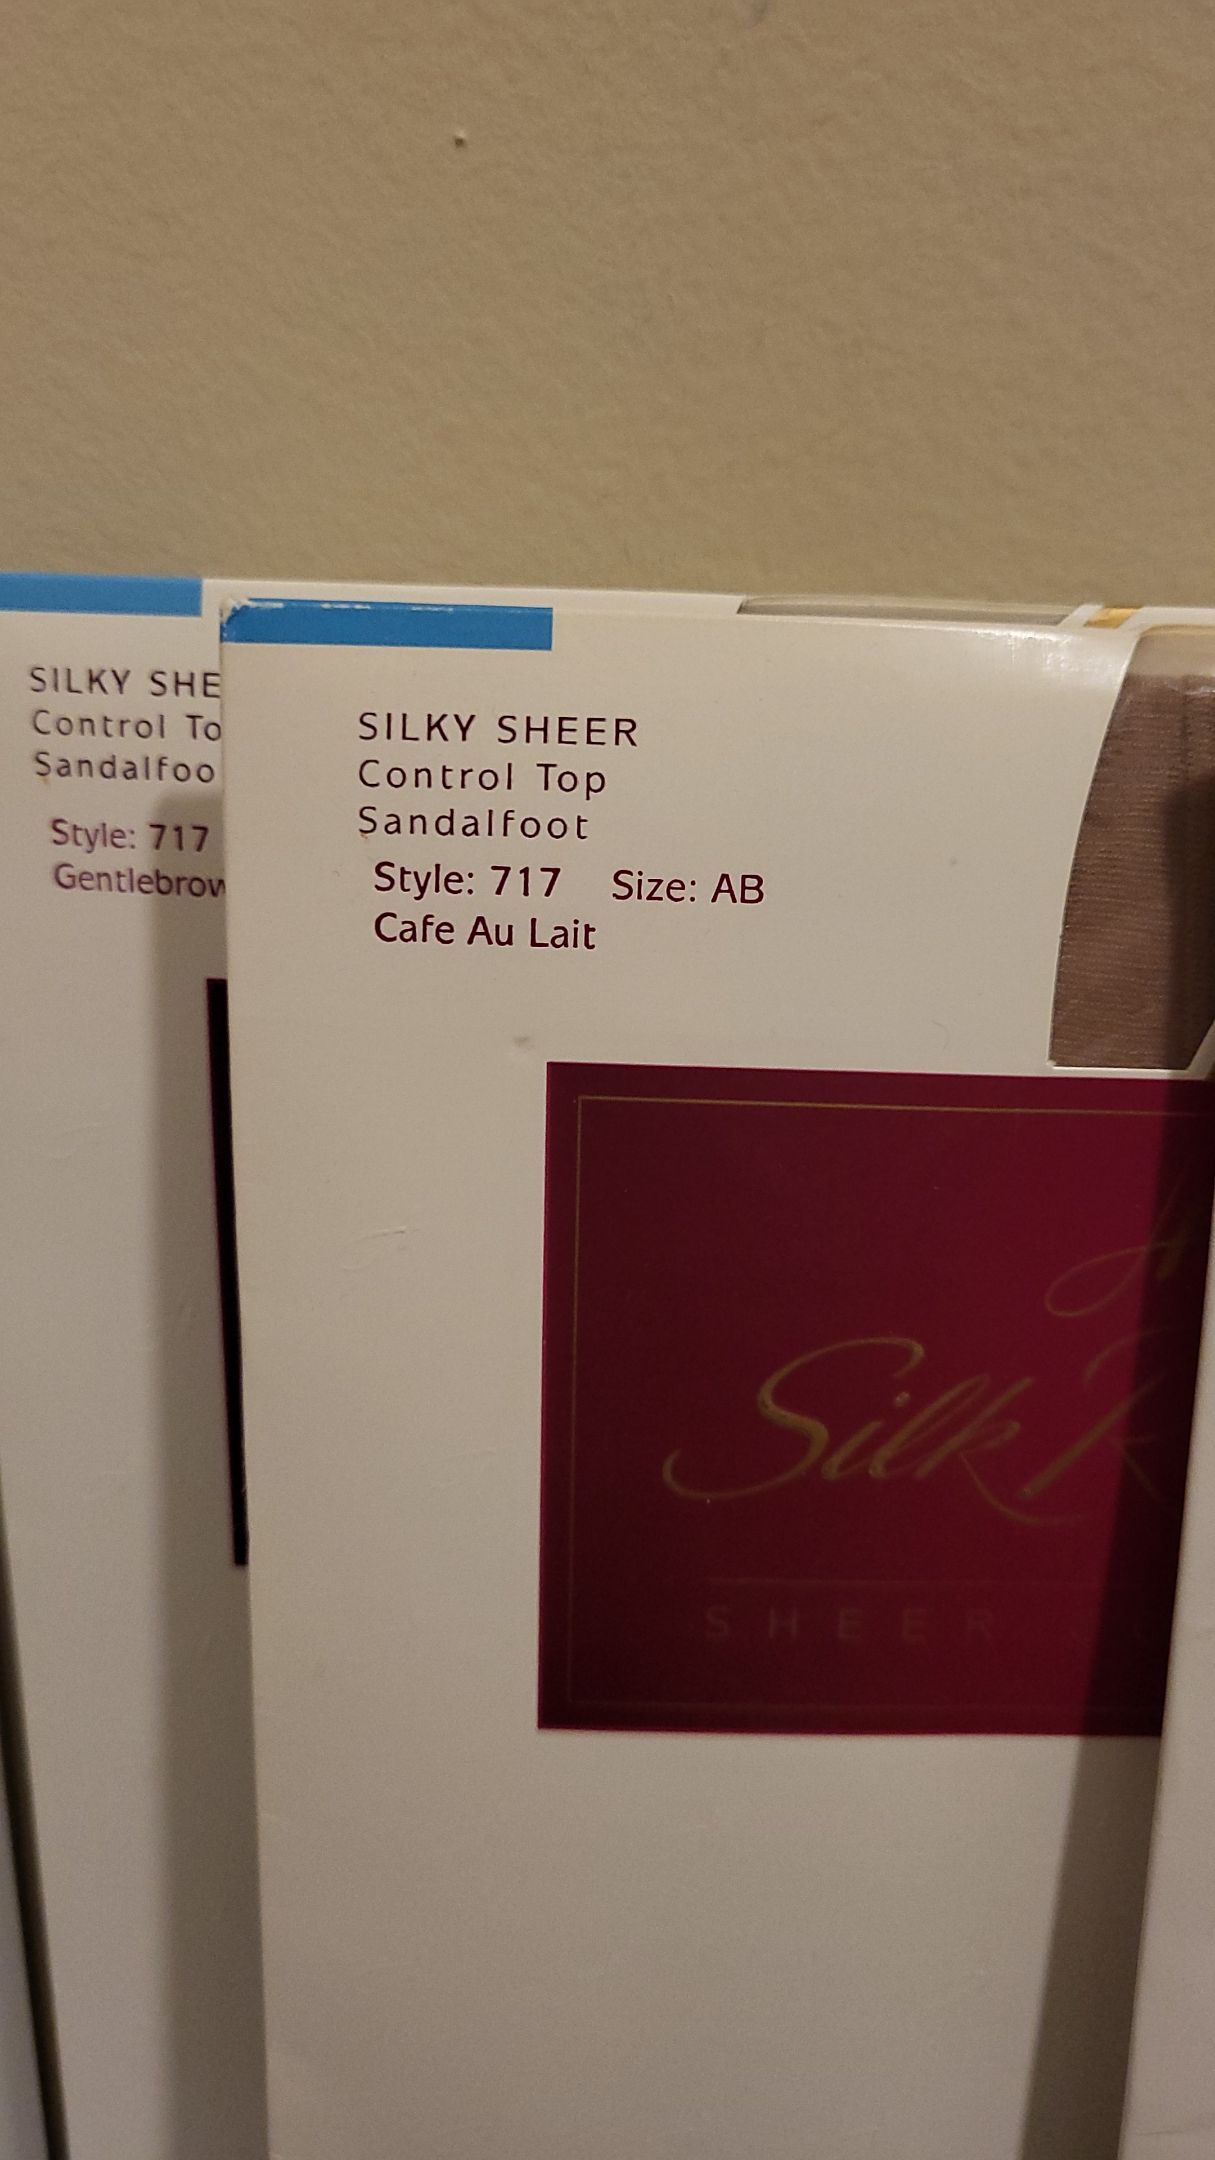 SILKY SHE
Control To
Sandalfoo
Style: 717
Gentlebrow
SILKY SHEER
Control Top
Sandalfoot
Style: 717 Size: AB
Cafe Au Lait
Silk R
SHEER